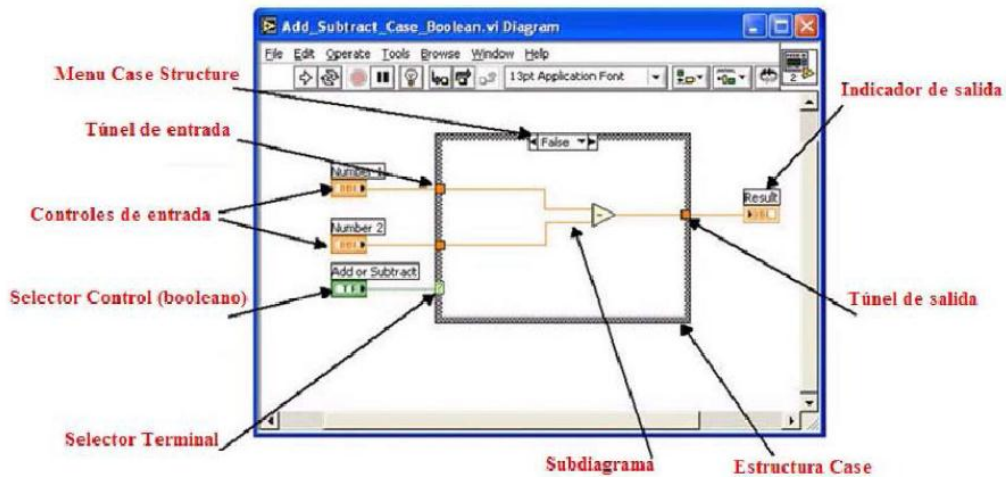 Add_Subtract_Case_Boolean.vi Diagram
File Edit Operate Tools Browse Window Help
13pt Application Font
2
Menu Case Structure
Indicador de salida
Túnel de entrada
False
Number 1
Result
Controles de entrada
Number 2
Add or Subtract
Selector Control (booleano)
TF
Túnel de salida
Selector Terminal
Subdiagrama
Estructura Case